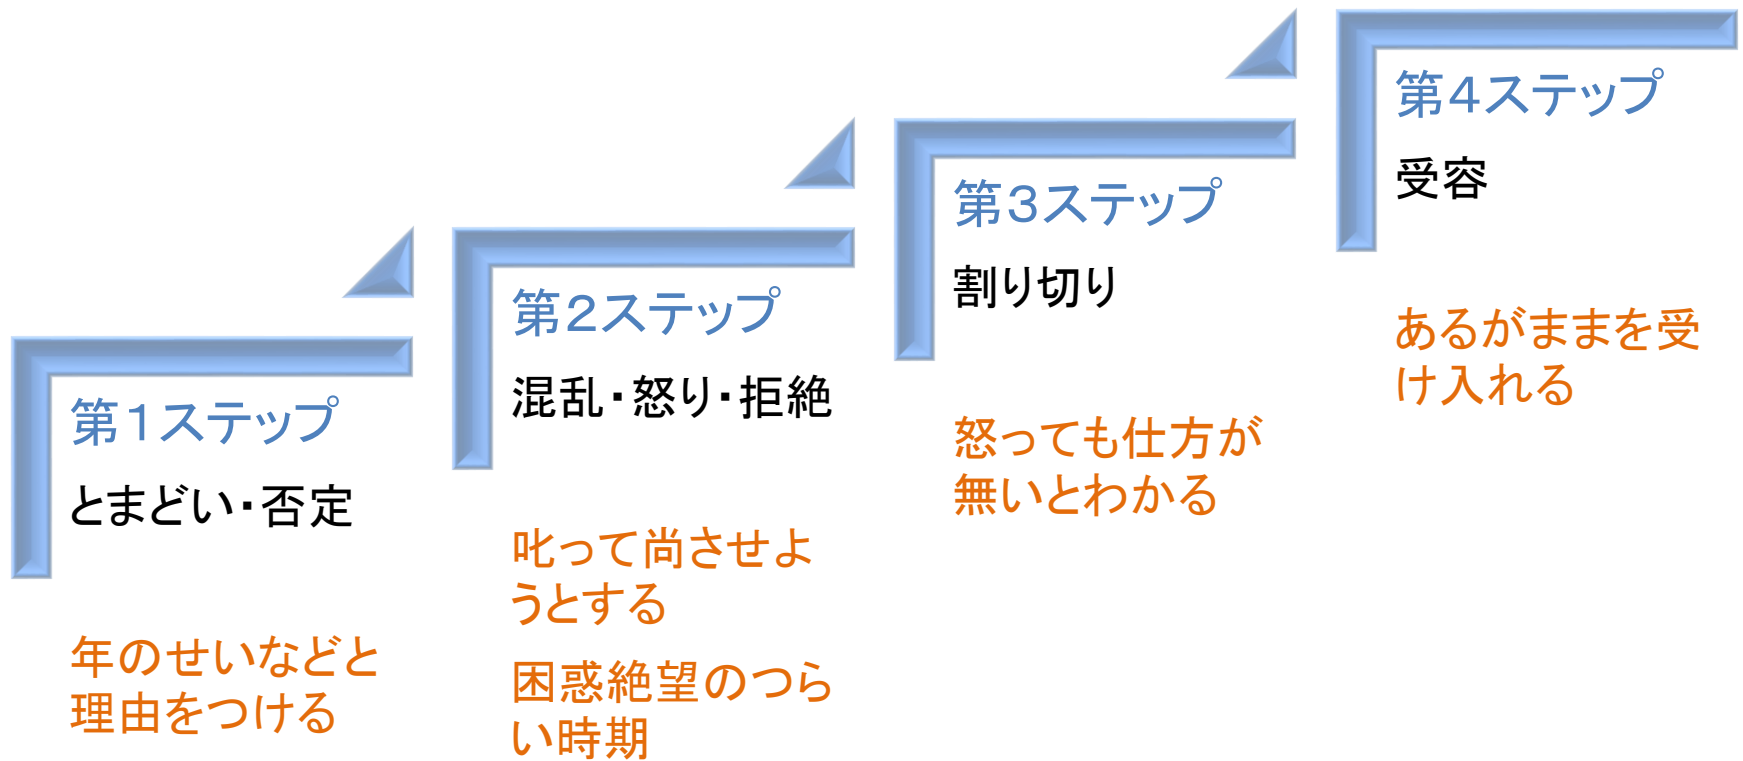 第1ステップ
とまどい・否定
年のせいなどと
理由をつける
第2ステップ
混乱・怒り・拒絶
叱って尚させよ
うとする
困惑絶望のつら
い時期
第3ステップ
割り切り
怒っても仕方が
無いとわかる
第4ステップ
受容
あるがままを受
け入れる